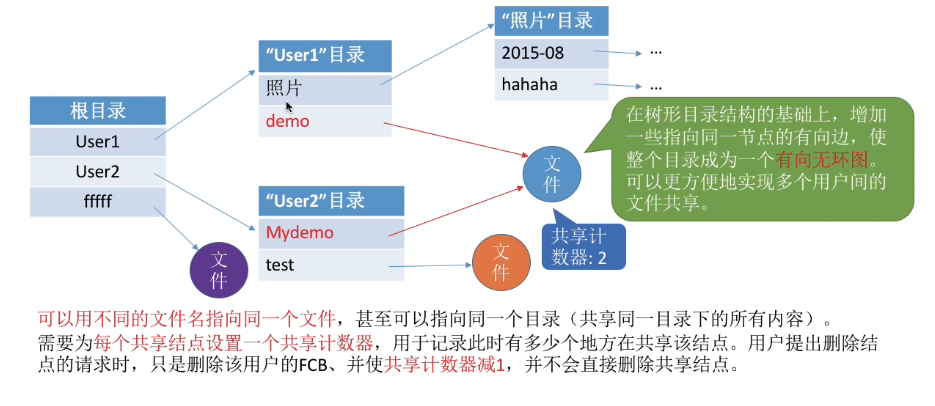 “照片”目录
2015-08
...
hahaha
...
“User1”目录
照片
demo
根目录
User1
User2
fffff
“User2”目录
Mydemo
test
文
件
文
件
文
件
共享计
数器: 2
在树形目录结构的基础上，增加
一些指向同一节点的有向边，使
整个目录成为一个有向无环图。
可以更方便地实现多个用户间的
文件共享。
可以用不同的文件名指向同一个文件，甚至可以指向同一个目录（共享同一目录下的所有内容）。
需要为每个共享结点设置一个共享计数器，用于记录此时有多少个地方在共享该结点。用户提出删除结
点的请求时，只是删除该用户的FCB、并使共享计数器减1，并不会直接删除共享结点。